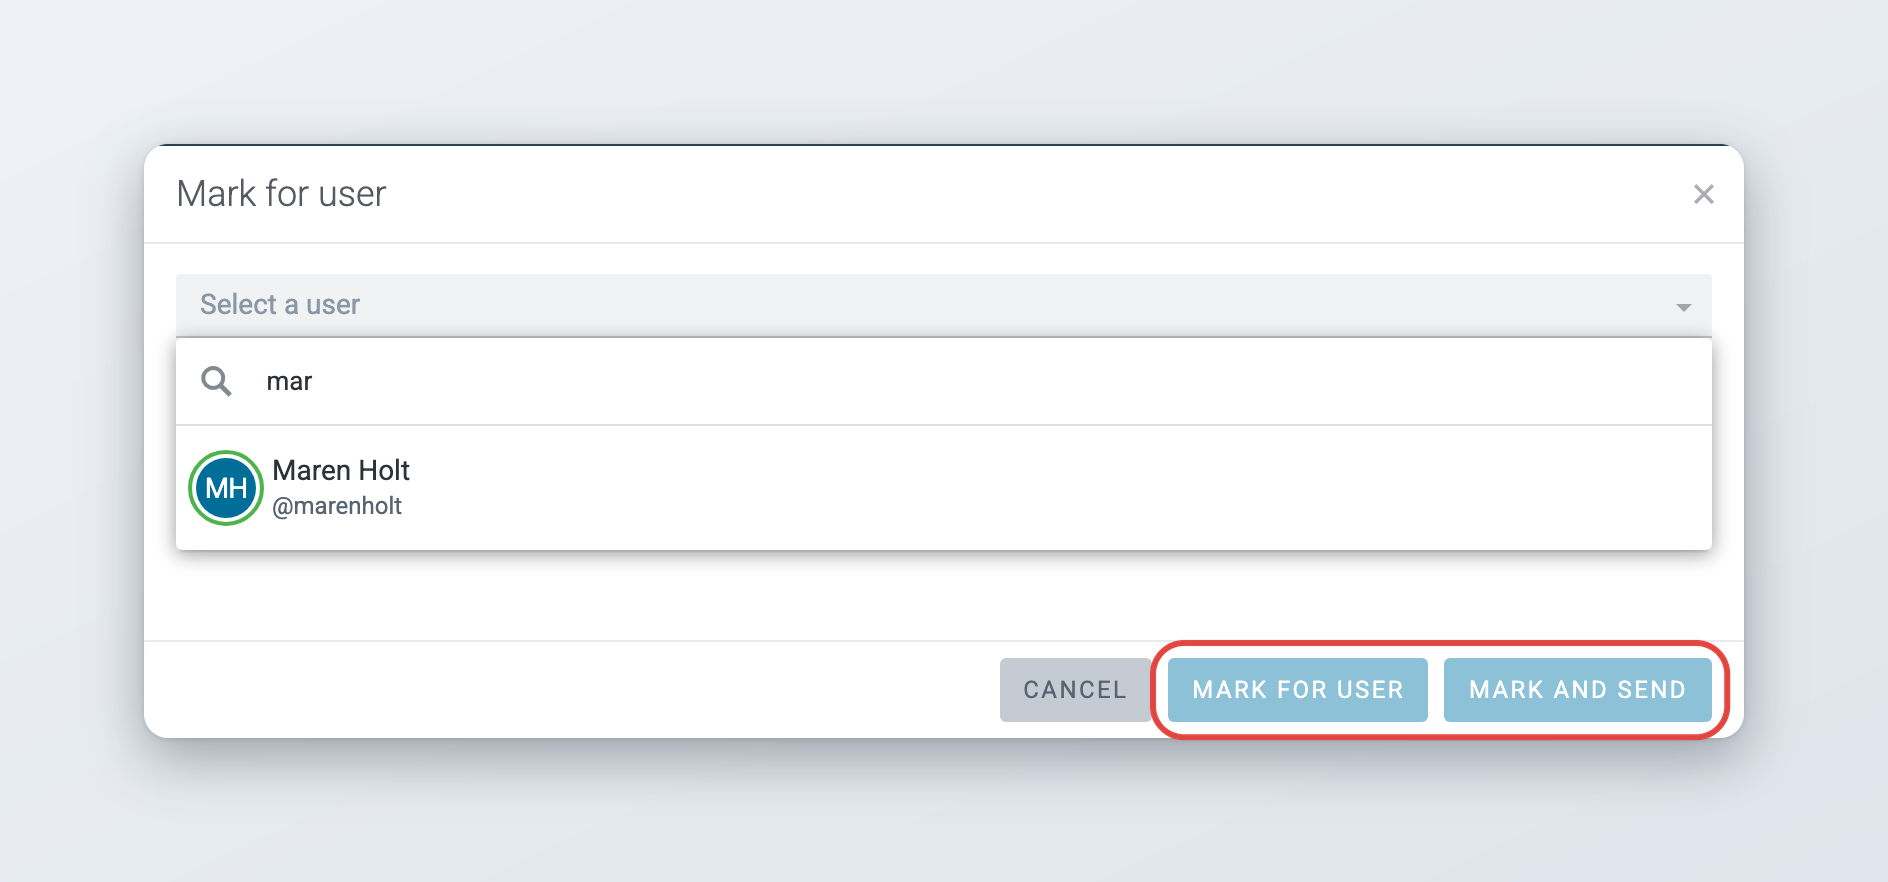 Mark for user
Select a user
mar
MH
Maren Holt
@marenholt
CANCEL
MARK FOR USER
MARK AND SEND